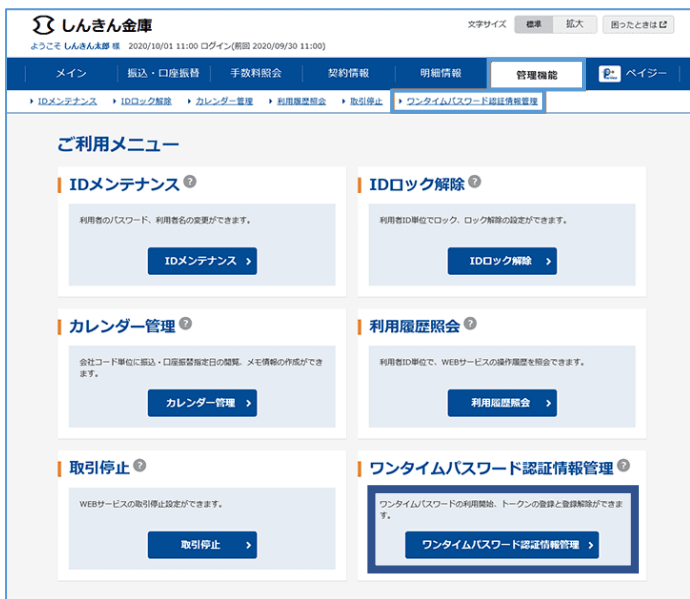 しんきん金庫
文字サイズ 標準 拡大 困ったときは
ようこそ しんきん太郎 様 2020/10/01 11:00 ログイン(前回 2020/09/30 11:00)
メイン 振込・口座振替 手数料照会 契約情報 明細情報 管理機能 ペイジー
IDメンテナンス IDロック解除 カレンダー管理 利用履歴照会 取引停止 ワンタイムパスワード認証情報管理
ご利用メニュー
IDメンテナンス ?
利用者のパスワード、利用者名の変更ができます。
IDメンテナンス
IDロック解除 ?
利用者ID単位でロック、ロック解除の設定ができます。
IDロック解除
カレンダー管理 ?
会社コード単位に振込・口座振替指定日の閲覧、メモ情報の作成ができ
ます。
カレンダー管理
利用履歴照会 ?
利用者ID単位で、WEBサービスの操作履歴を照会できます。
利用履歴照会
取引停止 ?
WEBサービスの取引停止設定ができます。
取引停止
ワンタイムパスワード認証情報管理 ?
ワンタイムパスワードの利用開始、トークンの登録と登録解除ができま
す。
ワンタイムパスワード認証情報管理